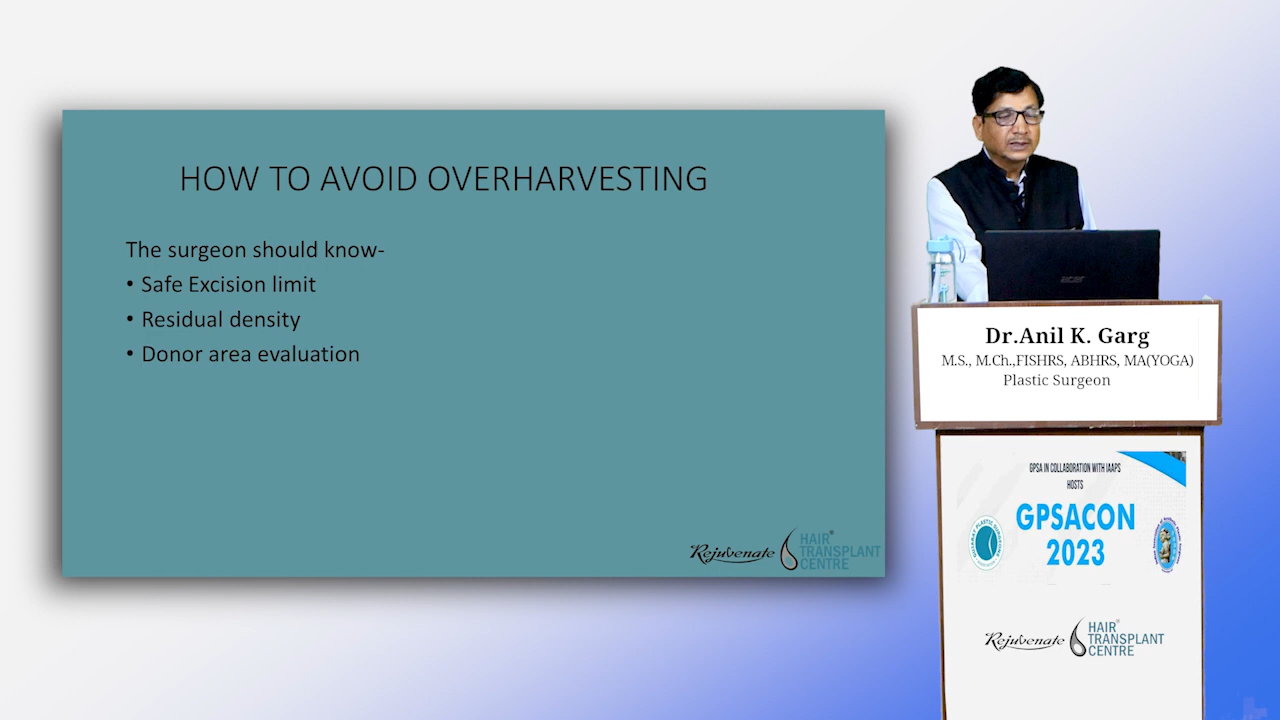 HOW TO AVOID OVERHARVESTING
The surgeon should know-
• Safe Excision limit
• Residual density
• Donor area evaluation
Rejuvenate HAIR® TRANSPLANT CENTRE
acer
Dr.Anil K. Garg
M.S., M.Ch.,FISHRS, ABHRS, MA(YOGA)
Plastic Surgeon
GPSA IN COLLABORATION WITH IAAPS
HOSTS
GPSACON
2023
Rejuvenate HAIR® TRANSPLANT CENTRE